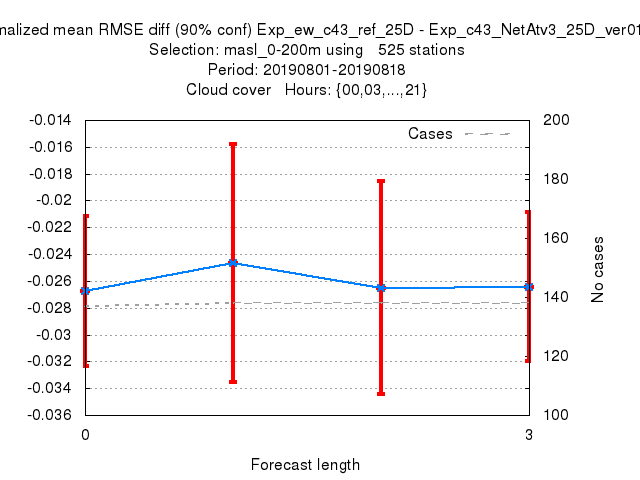 malized mean RMSE diff (90% conf) Exp_ew_c43_ref_25D - Exp_c43_NetAtv3_25D_ver01
Selection: masl_0-200m using 525 stations
Period: 20190801-20190818
Cloud cover Hours: {00,03,...,21}
Cases
-0.014
-0.016
-0.018
-0.02
-0.022
-0.024
-0.026
-0.028
-0.03
-0.032
-0.034
-0.036
200
180
160
140
120
100
No cases
0
3
Forecast length